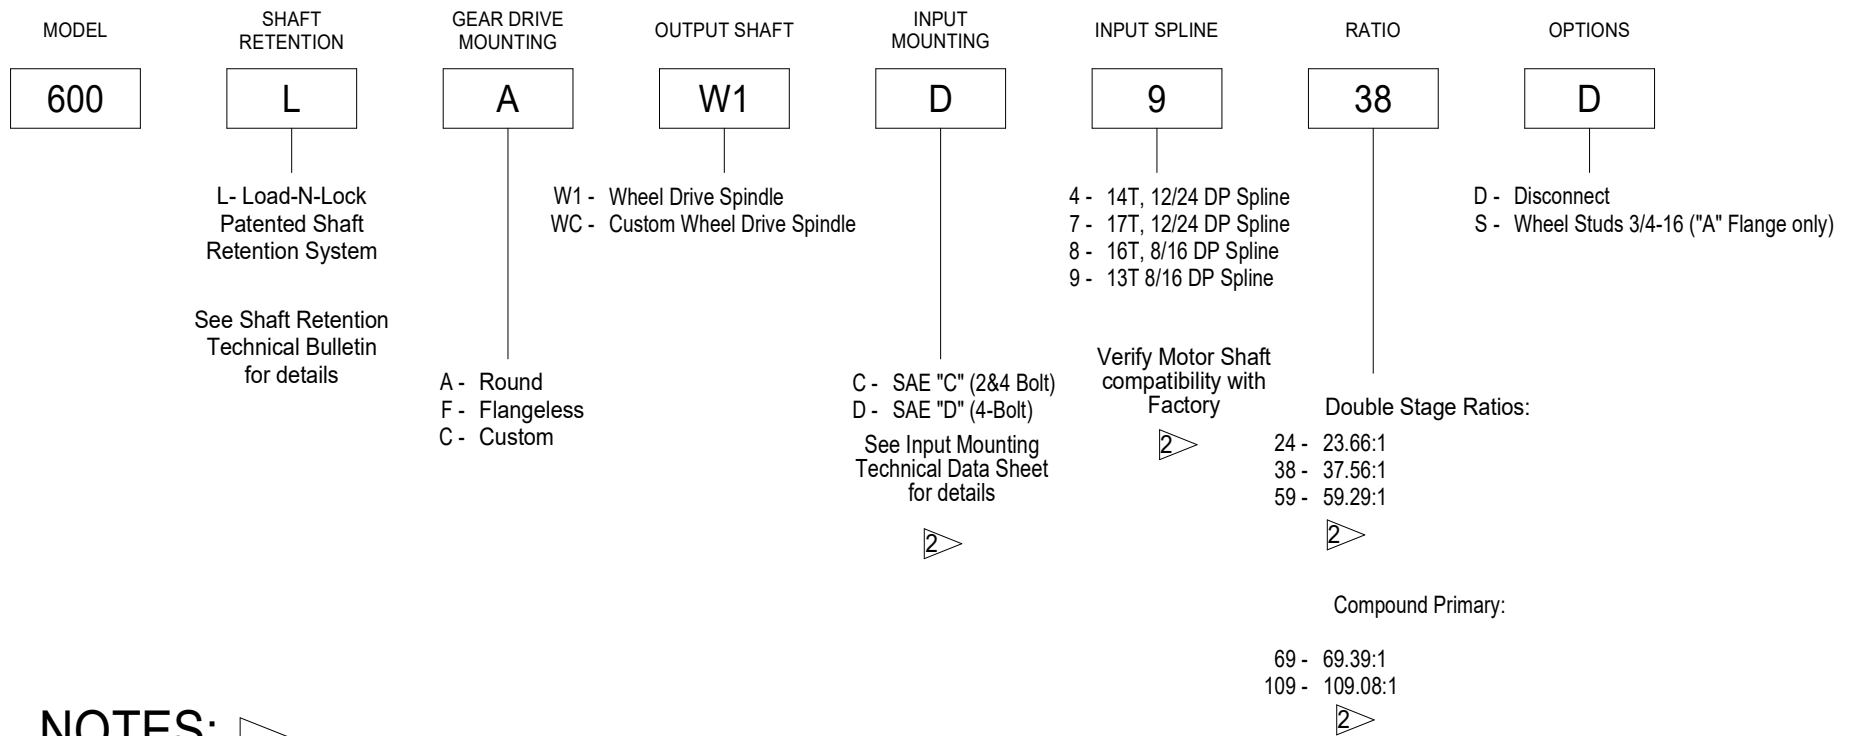 MODEL
SHAFT
RETENTION
GEAR DRIVE
MOUNTING
OUTPUT SHAFT
INPUT
MOUNTING
INPUT SPLINE
RATIO
OPTIONS
600
L
A
W1
D
9
38
D
L- Load-N-Lock
Patented Shaft
Retention System
See Shaft Retention
Technical Bulletin
for details
A - Round
F - Flangeless
C - Custom
W1 - Wheel Drive Spindle
WC - Custom Wheel Drive Spindle
C - SAE "C" (2&4 Bolt)
D - SAE "D" (4-Bolt)
See Input Mounting
Technical Data Sheet
for details
2
4 - 14T, 12/24 DP Spline
7 - 17T, 12/24 DP Spline
8 - 16T, 8/16 DP Spline
9 - 13T 8/16 DP Spline
Verify Motor Shaft
compatibility with
Factory
2
Double Stage Ratios:
24 - 23.66:1
38 - 37.56:1
59 - 59.29:1
2
Compound Primary:
69 - 69.39:1
109 - 109.08:1
2
D - Disconnect
S - Wheel Studs 3/4-16 ("A" Flange only)
NOTES: